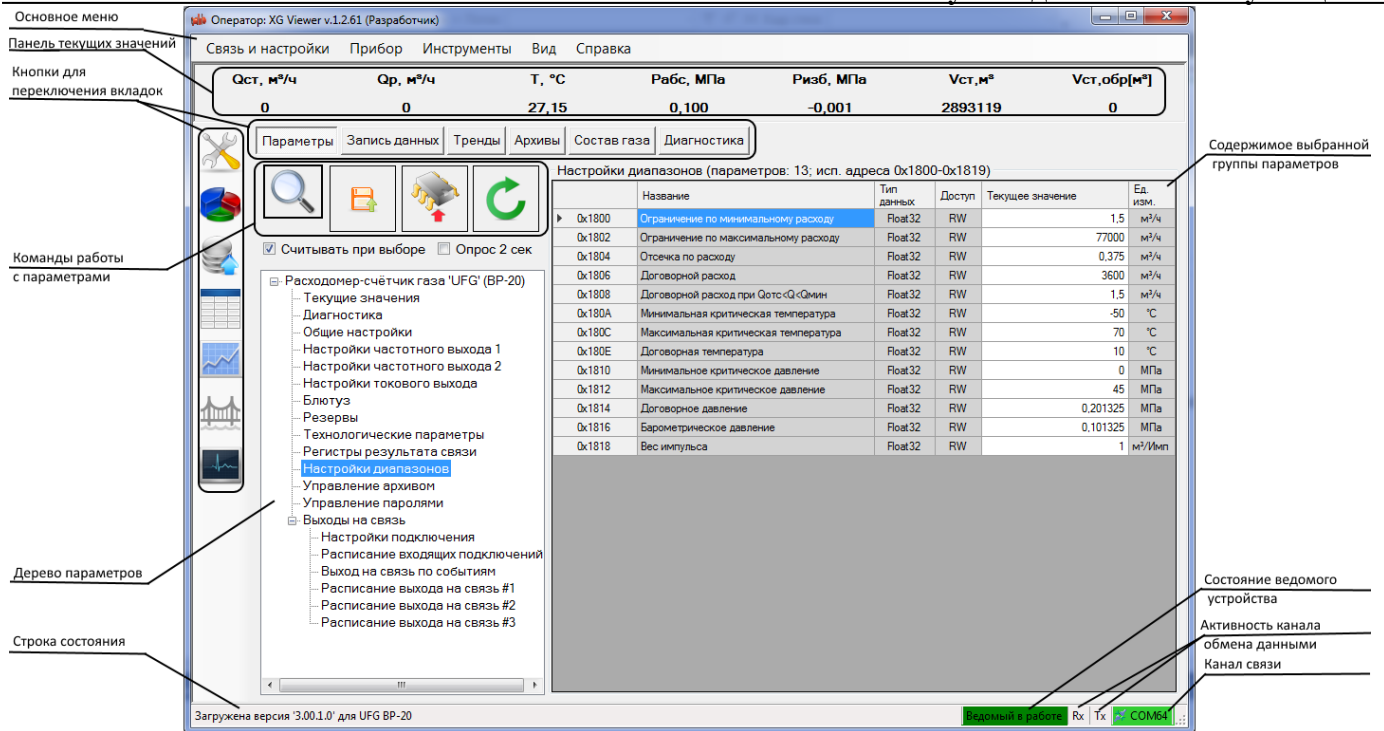 Основное меню
Панель текущих значений
Кнопки для
переключения вкладок
Команды работы
с параметрами
Дерево параметров
Строка состояния
Оператор: XG Viewer v.1.2.61 (Разработчик)
Связь и настройки Прибор Инструменты Вид Справка
Qст, м³/ч Qр, м³/ч T, °C Pабс, МПа Pизб, МПа Vст,м³ Vст,обр[м³]
0 0 27,15 0,100 -0,001 2893119 0
Параметры Запись данных Тренды Архивы Состав газа Диагностика
Считывать при выборе Опрос 2 сек
Расходомер-счётчик газа 'UFG' (BP-20)
Текущие значения
Диагностика
Общие настройки
Настройки частотного выхода 1
Настройки частотного выхода 2
Настройки токового выхода
Блютуз
Резервы
Технологические параметры
Регистры результата связи
Настройки диапазонов
Управление архивом
Управление паролями
Выходы на связь
Настройки подключения
Расписание входящих подключений
Выход на связь по событиям
Расписание выхода на связь #1
Расписание выхода на связь #2
Расписание выхода на связь #3
Настройки диапазонов (параметров: 13; исп. адреса 0x1800-0x1819)
Название Тип данных Доступ Текущее значение Ед. изм.
0x1800 Ограничение по минимальному расходу Float32 RW 1,5 м³/ч
0x1802 Ограничение по максимальному расходу Float32 RW 77000 м³/ч
0x1804 Отсечка по расходу Float32 RW 0,375 м³/ч
0x1806 Договорной расход Float32 RW 3600 м³/ч
0x1808 Договорной расход при Qотс<Q<Qмин Float32 RW 1,5 м³/ч
0x180A Минимальная критическая температура Float32 RW -50 °C
0x180C Максимальная критическая температура Float32 RW 70 °C
0x180E Договорная температура Float32 RW 10 °C
0x1810 Минимальное критическое давление Float32 RW 0 МПа
0x1812 Максимальное критическое давление Float32 RW 45 МПа
0x1814 Договорное давление Float32 RW 0,201325 МПа
0x1816 Барометрическое давление Float32 RW 0,101325 МПа
0x1818 Вес импульса Float32 RW 1 м³/Имп
Содержимое выбранной
группы параметров
Состояние ведомого
устройства
Активность канала
обмена данными
Канал связи
Загружена версия '3.00.1.0' для UFG BP-20
Ведомый в работе Rx Tx COM64